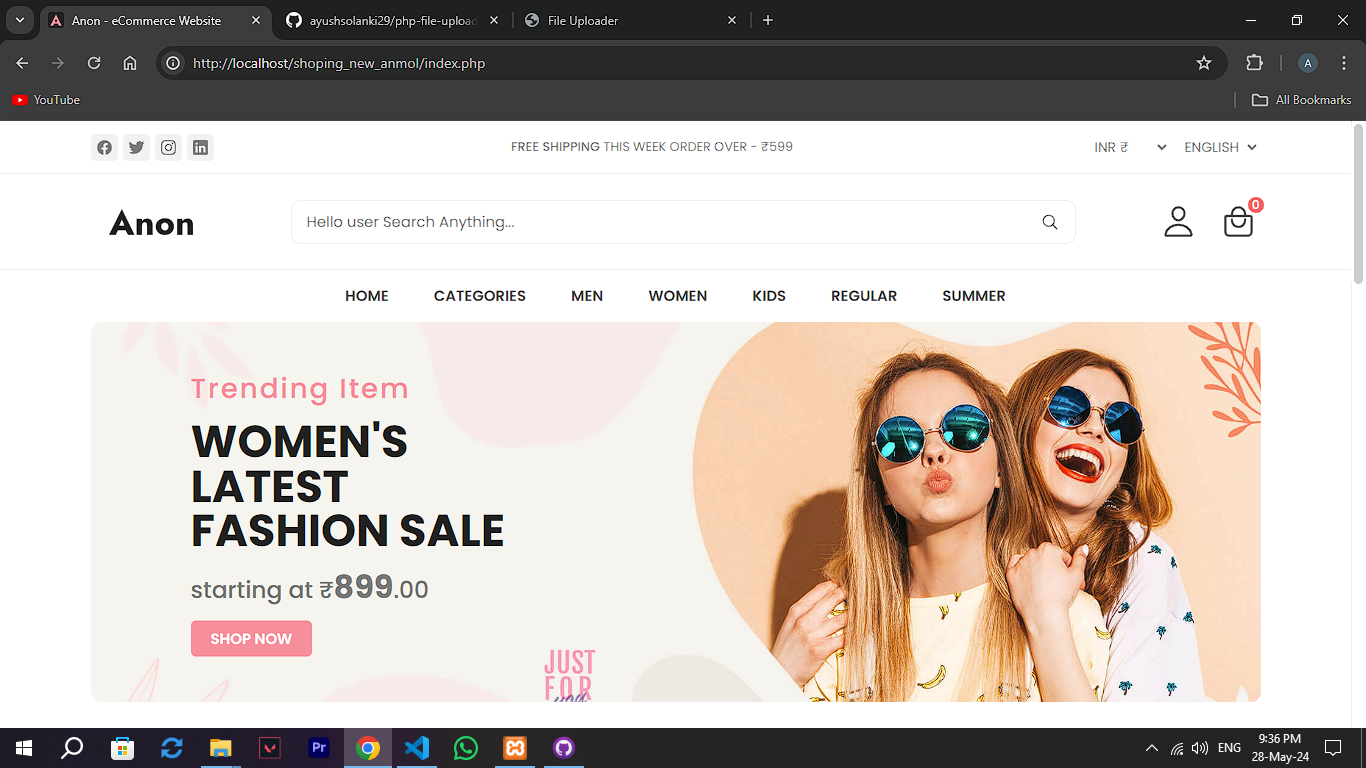 Anon - eCommerce Website
ayushsolanki29/php-file-upload
File Uploader
http://localhost/shoping_new_anmol/index.php
A
YouTube
All Bookmarks
FREE SHIPPING THIS WEEK ORDER OVER - ₹599
INR ₹
ENGLISH
Anon
Hello user Search Anything...
0
HOME
CATEGORIES
MEN
WOMEN
KIDS
REGULAR
SUMMER
Trending Item
WOMEN'S
LATEST
FASHION SALE
starting at ₹899.00
SHOP NOW
JUST
FOR
you
Pr
ENG
9:36 PM
28-May-24